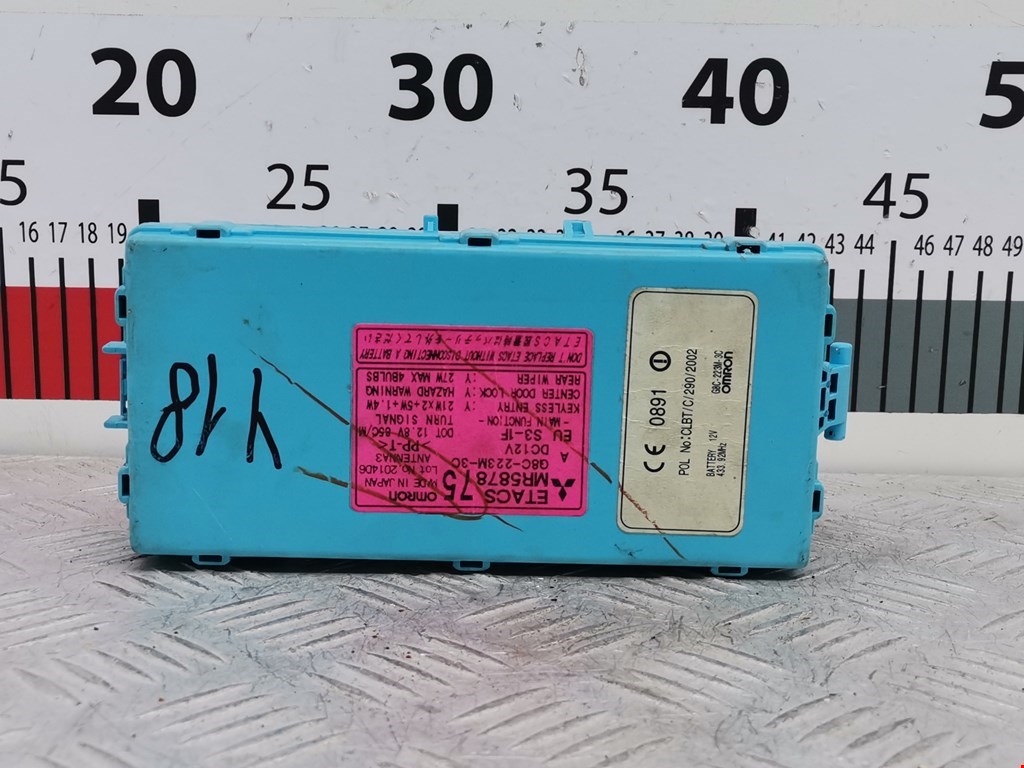 20 30 40 5
5 25 35 45
16 17 18 19 41 42 43 44 46 47 48 49
418
ETACS OMRON
MR587875 MADE IN JAPAN
GBC-223M-3C Lot No.201406
A DC12V ANTENNA3 >PP-T<
EU S3-1F DOT 12.8V 85C/M
- MAIN FUNCTION - TURN SIGNAL
KEYLESS ENTRY 21W×2+5W+1.4W
CENTER DOOR LOCK:Y HAZARD WARNING
REAR WIPER :Y 27W MAX 4BULBS
DON'T REPLACE ETACS WITHOUT DISCONNECTING A BATTERY
CE 0891
POL No:CLBT/C/290/2002
BATTERY 12V GBC-223M-3C
433.92MHz OMRON